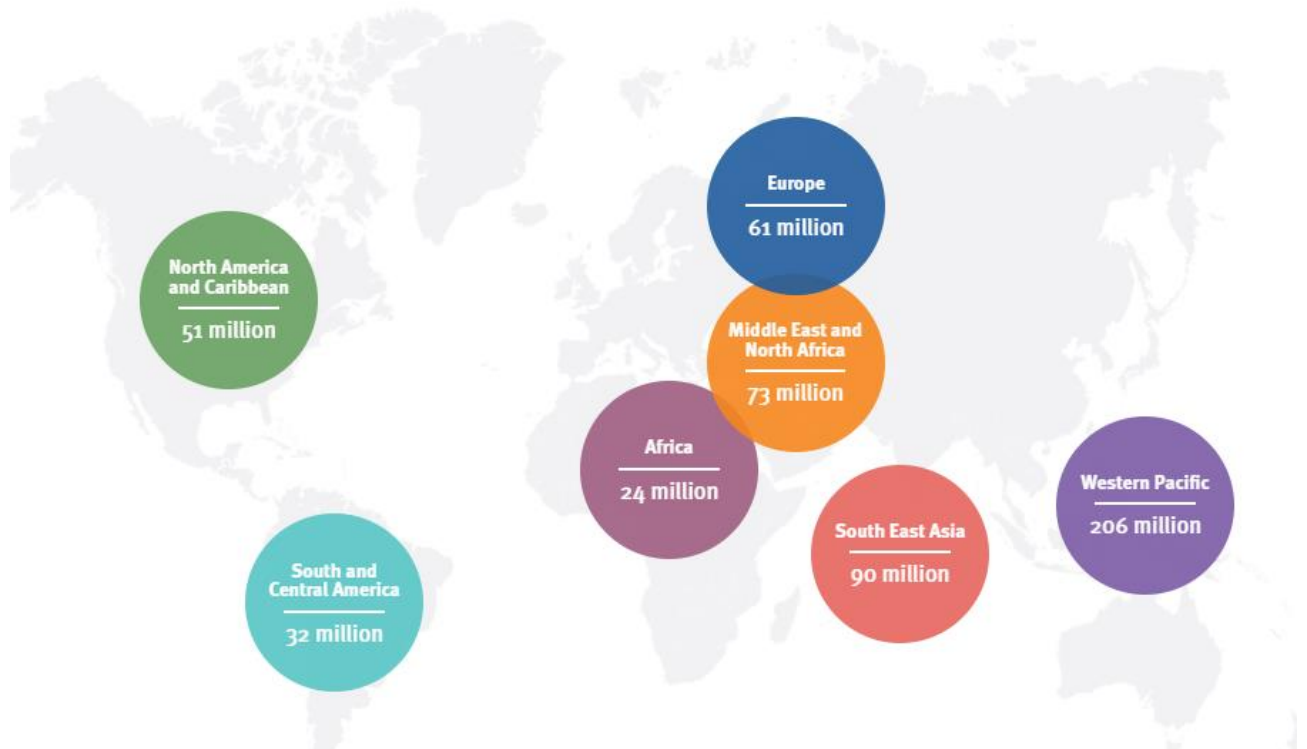 Europe
61 million
North America
and Caribbean
51 million
Middle East and
North Africa
73 million
Africa
24 million
Western Pacific
206 million
South East Asia
90 million
South and
Central America
32 million